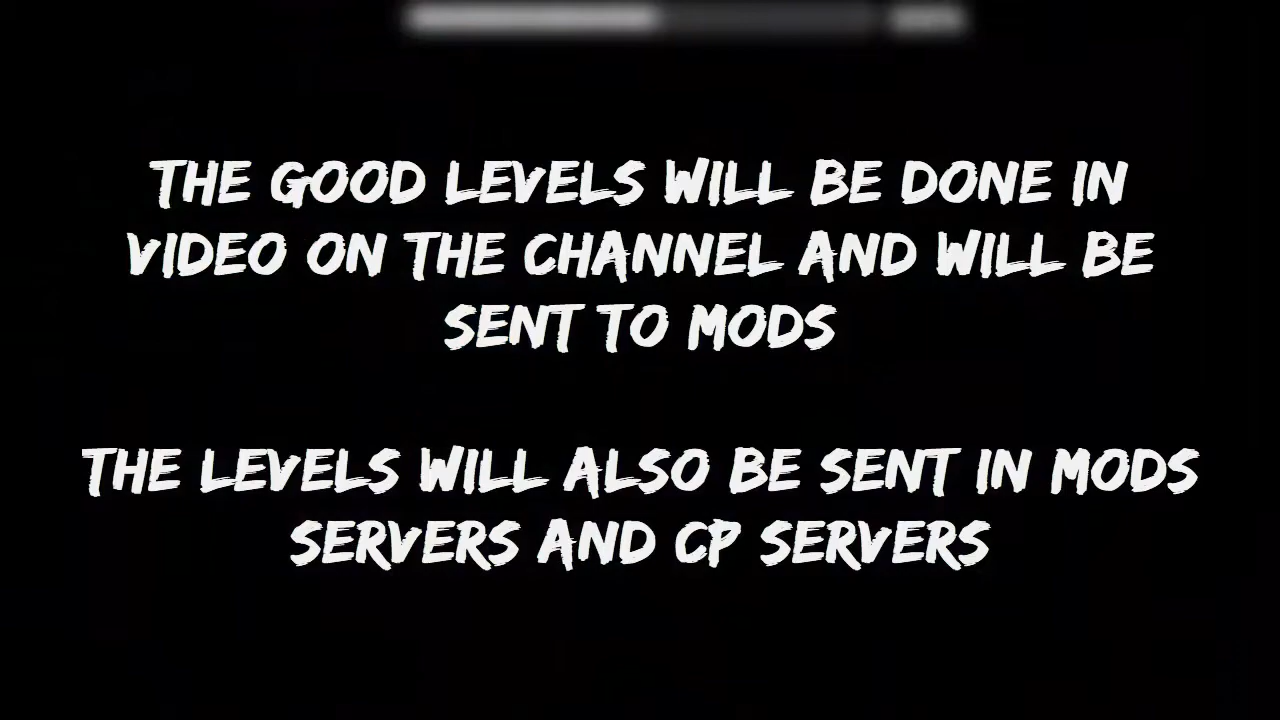 THE GOOD LEVELS WILL BE DONE IN
VIDEO ON THE CHANNEL AND WILL BE
SENT TO MODS
THE LEVELS WILL ALSO BE SENT IN MODS
SERVERS AND CP SERVERS